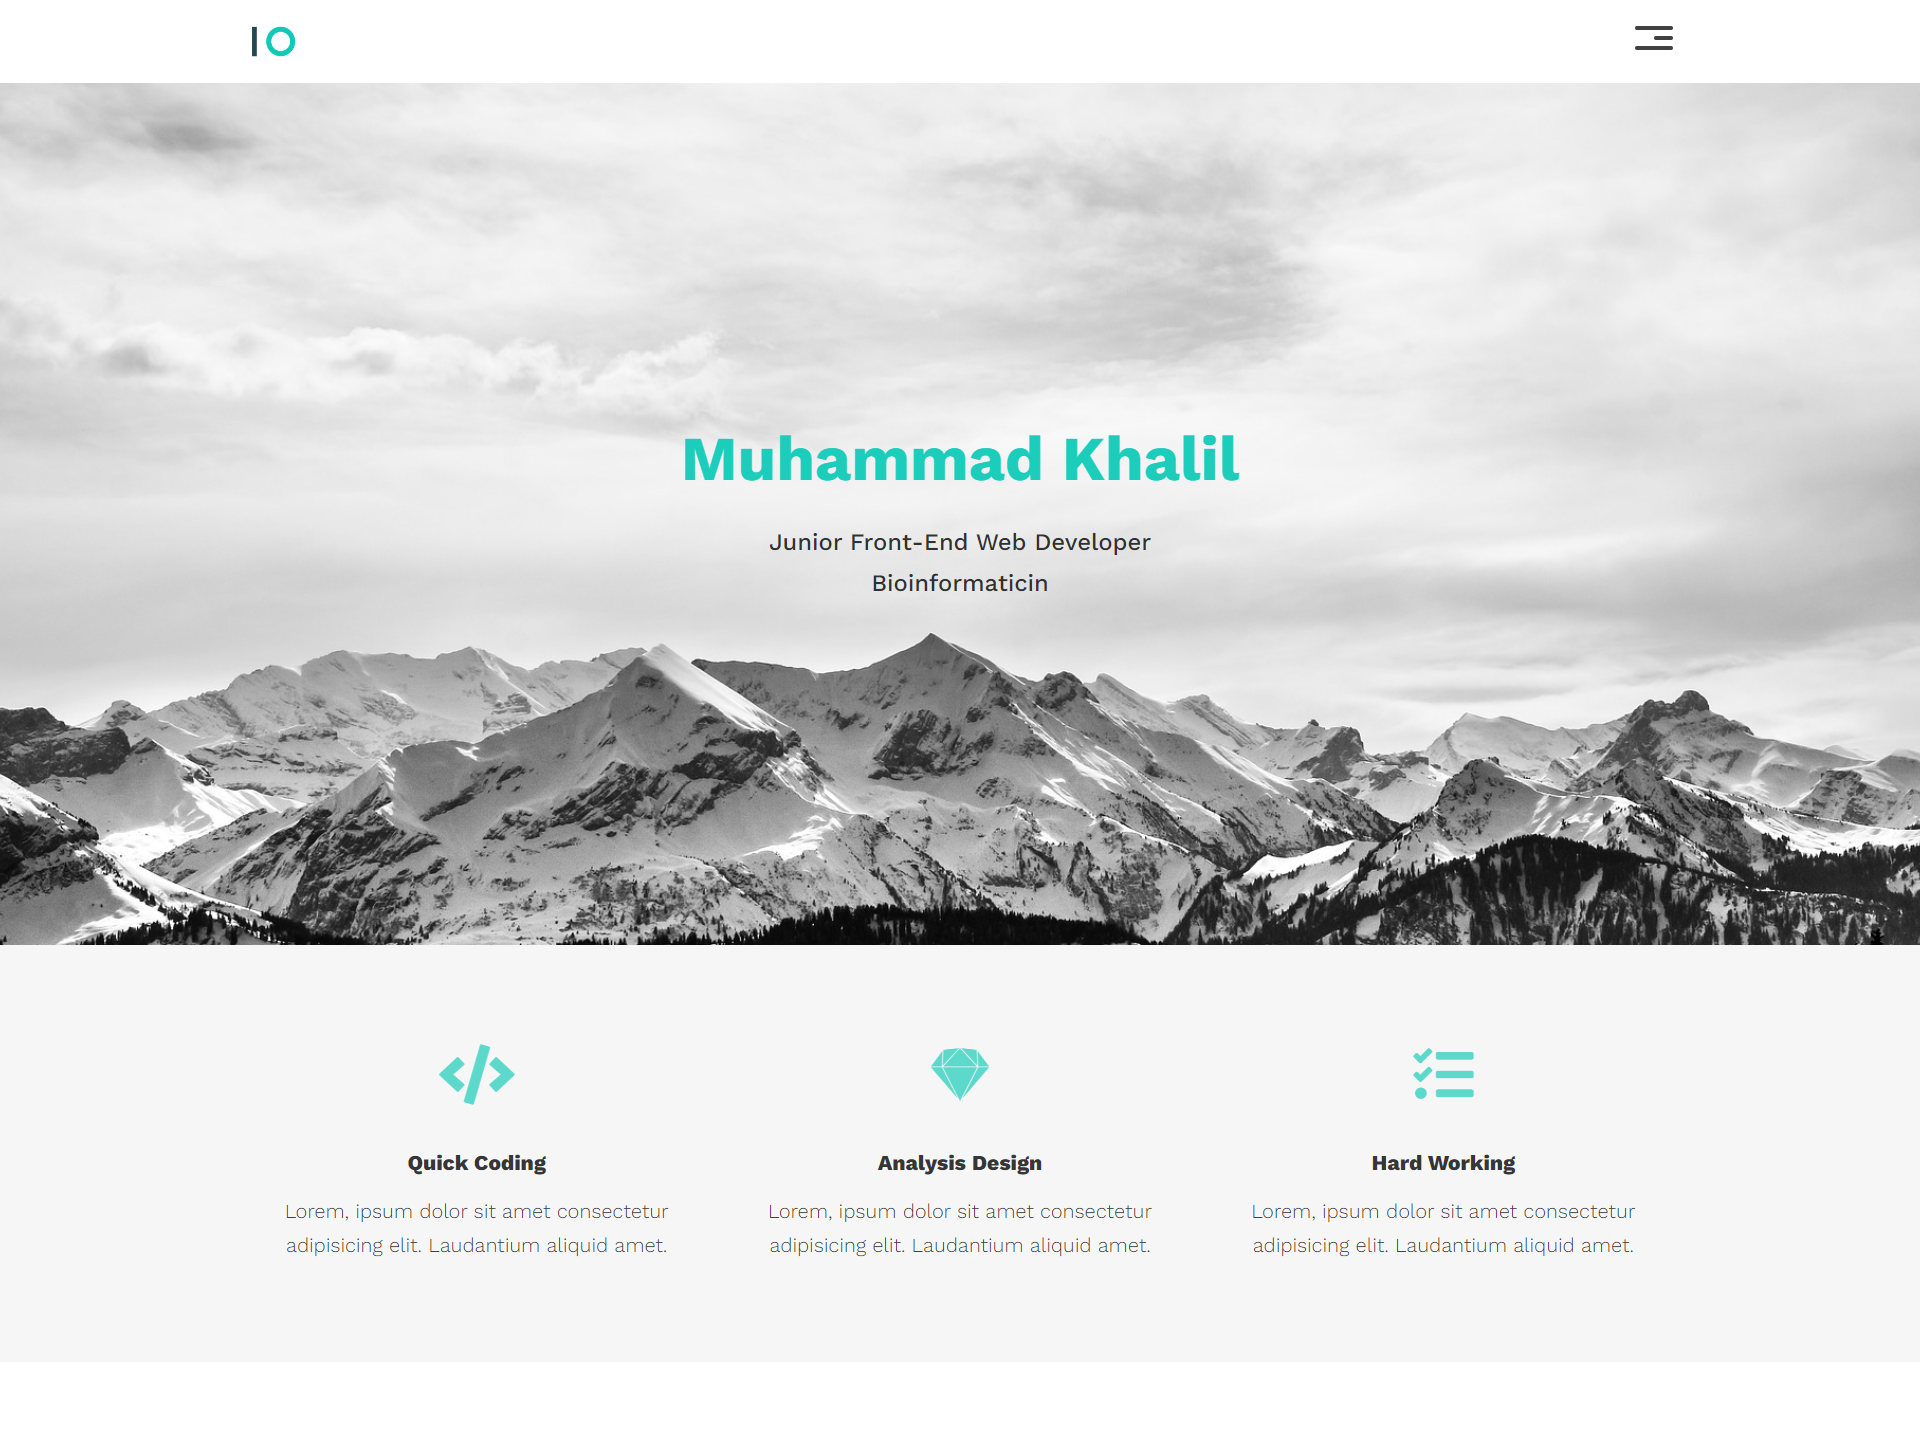 IO
Muhammad Khalil
Junior Front-End Web Developer
Bioinformaticin
Quick Coding
Lorem, ipsum dolor sit amet consectetur
adipisicing elit. Laudantium aliquid amet.
Analysis Design
Lorem, ipsum dolor sit amet consectetur
adipisicing elit. Laudantium aliquid amet.
Hard Working
Lorem, ipsum dolor sit amet consectetur
adipisicing elit. Laudantium aliquid amet.